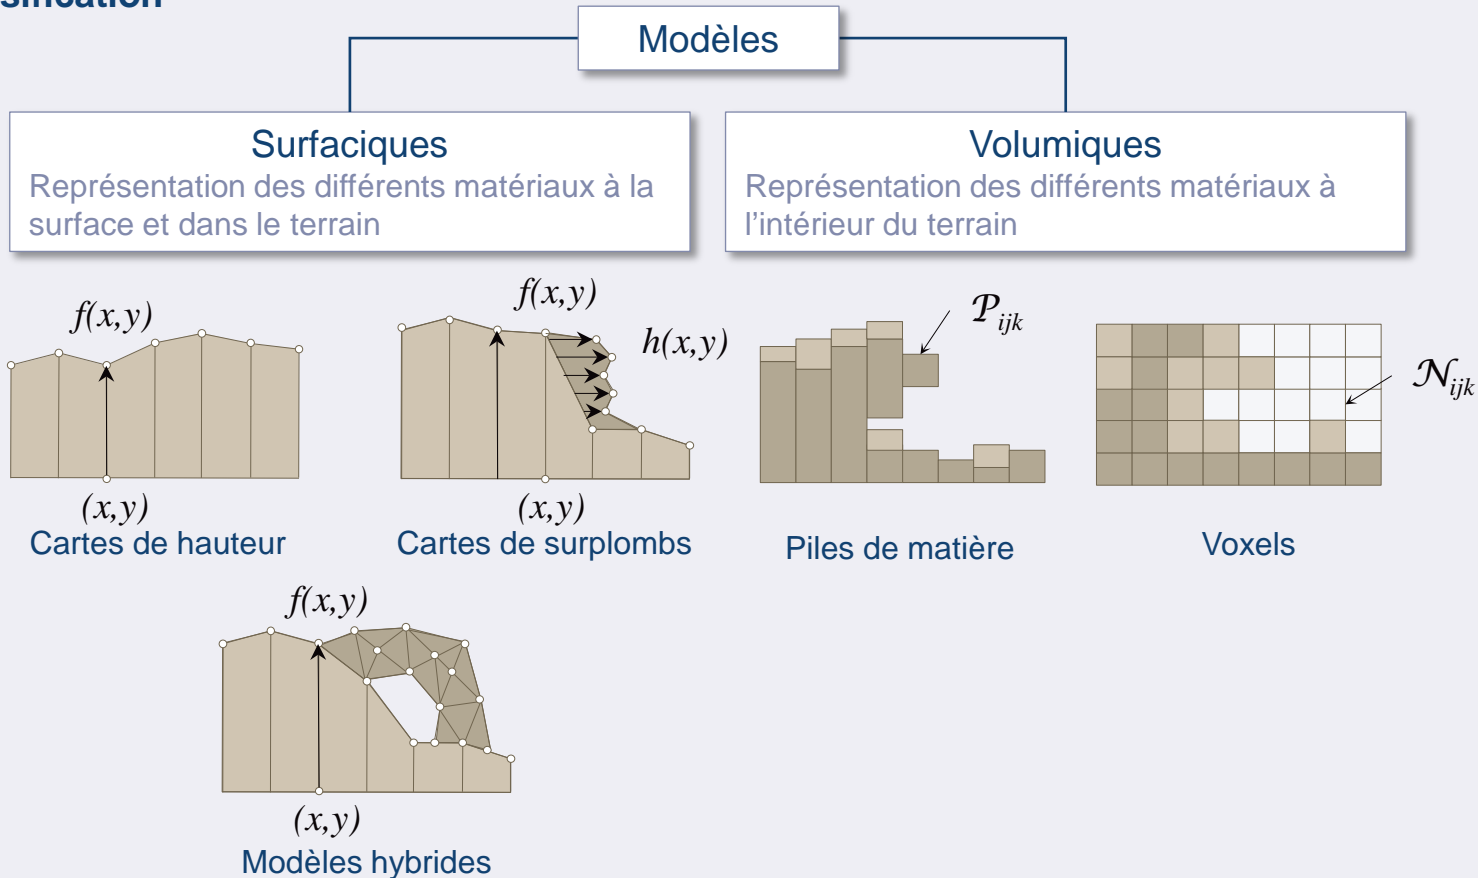 Modèles
Surfaciques
Représentation des différents matériaux à la
surface et dans le terrain
Volumiques
Représentation des différents matériaux à
l’intérieur du terrain
f(x,y)
(x,y)
Cartes de hauteur
f(x,y)
h(x,y)
(x,y)
Cartes de surplombs
𝒫ijk
Piles de matière
𝒩ijk
Voxels
f(x,y)
(x,y)
Modèles hybrides